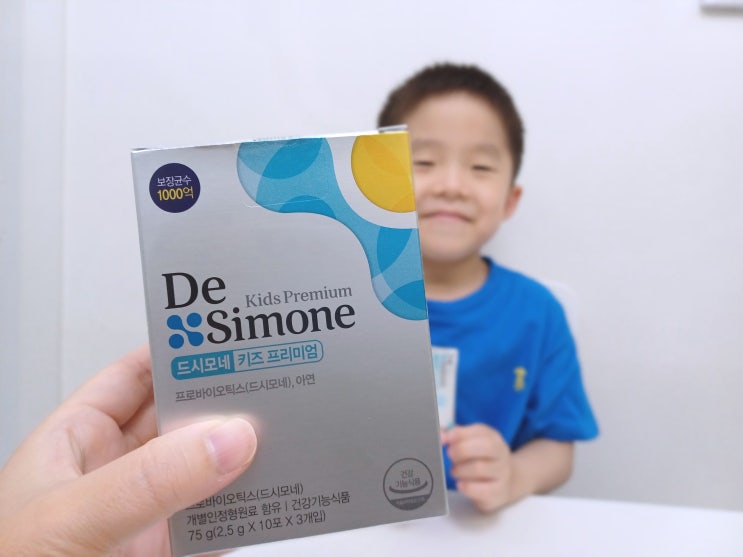 보장균수
1000억
De
Kids Premium
Simone
드시모네 키즈 프리미엄
프로바이오틱스(드시모네), 아연
프로바이오틱스(드시모네)
개별인정형원료 함유 | 건강기능식품
75 g(2.5 g X 10포 X 3개입)
건강
기능식품